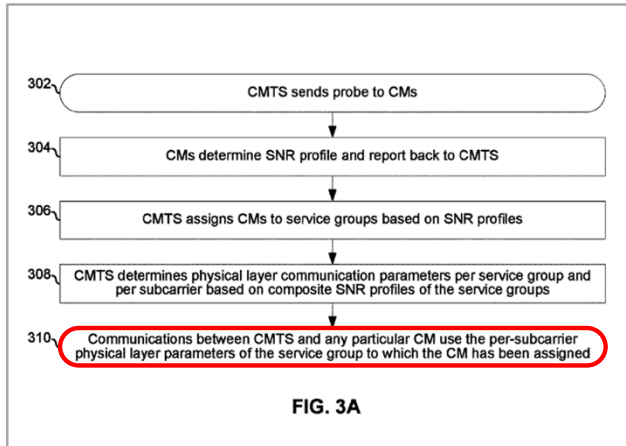 302
CMTS sends probe to CMs
304
CMs determine SNR profile and report back to CMTS
306
CMTS assigns CMs to service groups based on SNR profiles
308
CMTS determines physical layer communication parameters per service group and
per subcarrier based on composite SNR profiles of the service groups
310
Communications between CMTS and any particular CM use the per-subcarrier
physical layer parameters of the service group to which the CM has been assigned
FIG. 3A